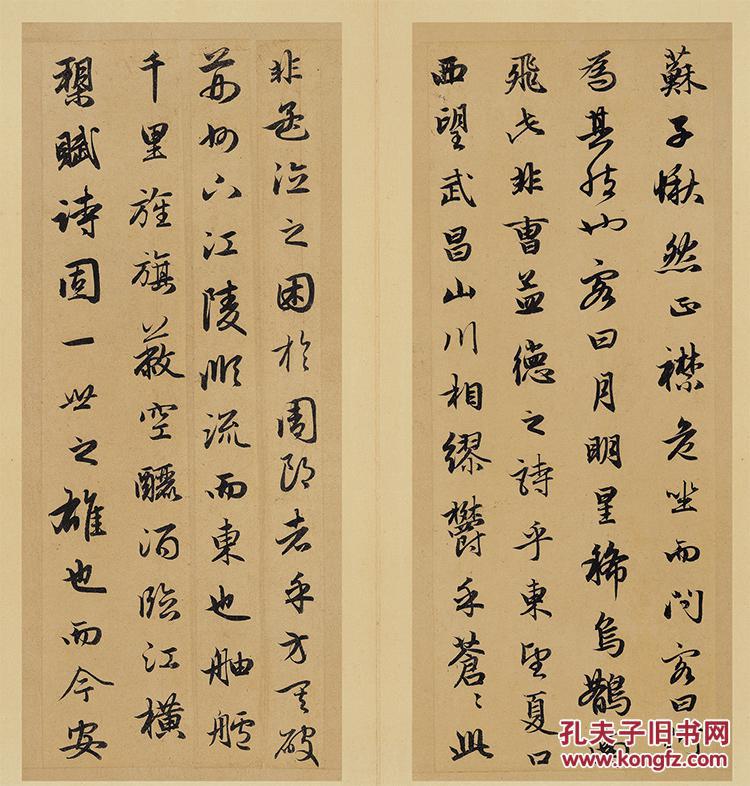 蘇子愀然正襟危坐而問客曰何
為其然也客曰月明星稀烏鵲南
飛此非曹孟德之詩乎東望夏口
西望武昌山川相繆鬱乎蒼〻此
非孟德之困於周郎者乎方其破
荊州下江陵順流而東也舳艫
千里旌旗蔽空釃酒臨江橫
槊賦詩固一世之雄也而今安
孔夫子旧书网
www.kongfz.com